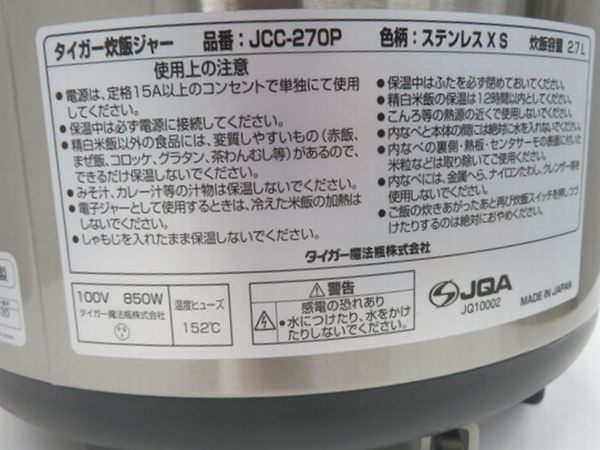 タイガー炊飯ジャー 品番：JCC-270P 色柄：ステンレスXS 炊飯容量 2.7L
使用上の注意
●電源は、定格15A以上のコンセントで単独にて使用
してください。
●保温中は必ず電源に接続してください。
●精白米飯以外の食品には、変質しやすいもの（赤飯、
まぜ飯、コロッケ、グラタン、茶わんむし等）があるので、
できるだけ保温しないでください。
●みそ汁、カレー汁等の汁物は保温しないでください。
●電子ジャーとして使用するときは、冷えた米飯の加熱は
しないでください。
●しゃもじを入れたまま保温しないでください。
●保温中はふたを必ず閉めておいてください。
●精白米飯の保温は12時間以内としてください。
●こんろ等の熱源の近くで使用しないでください。
●内なべと本体の間には絶対に水を入れないでください。
●内なべの裏側・熱板・センサーモの表面に付いた
米粒などは取り除いてご使用ください。
●内なべには、金属へら、ナイロンたわし、クレンザー等を
使わないでください。
●ご飯の炊きあがったあと再び炊飯スイッチを押しつづ
けたりするのは絶対におやめください。
タイガー魔法瓶株式会社
100V 850W
タイガー魔法瓶株式会社
温度ヒューズ
152℃
警告
感電の恐れあり
●水につけたり、水をかけ
たりしないでください。
JQA
JQ10002
MADE IN JAPAN
製